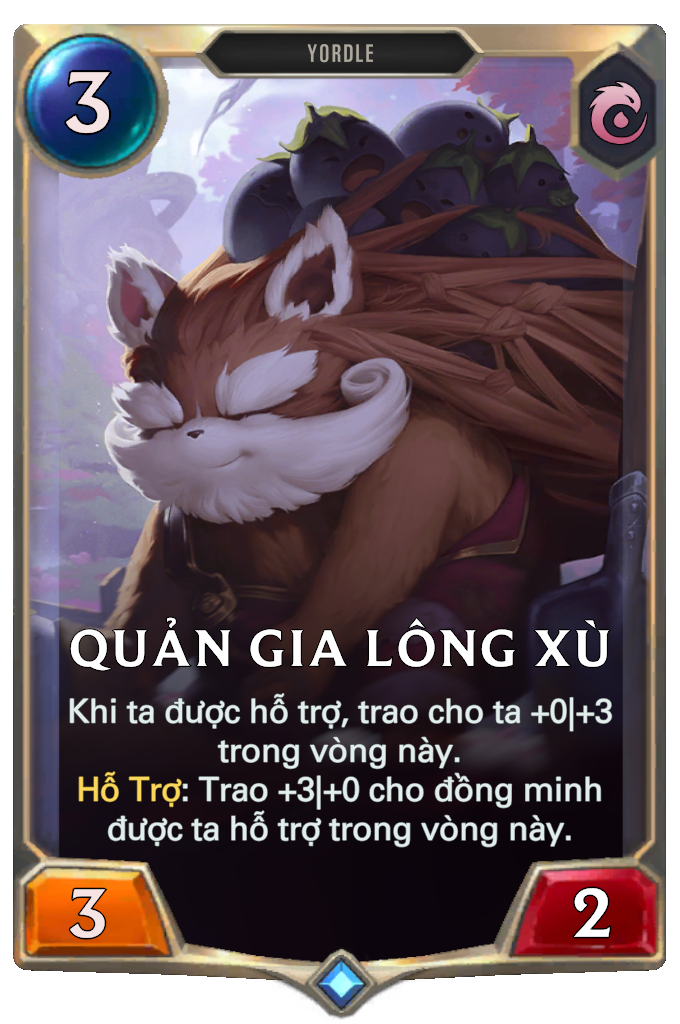 YORDLE
3
QUẢN GIA LÔNG XÙ
Khi ta được hỗ trợ, trao cho ta +0|+3
trong vòng này.
Hỗ Trợ: Trao +3|+0 cho đồng minh
được ta hỗ trợ trong vòng này.
3
2